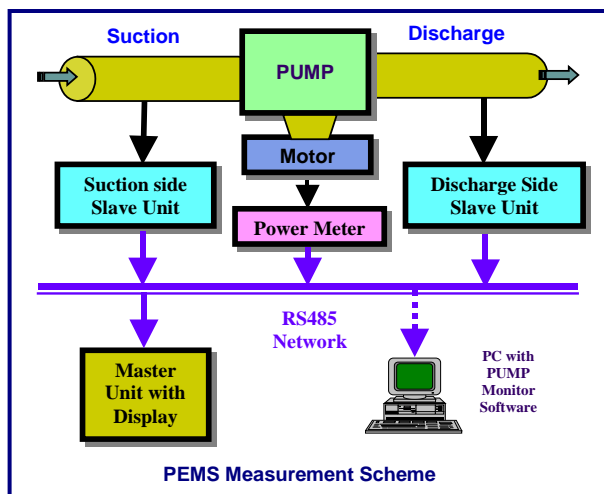 Suction
Discharge
PUMP
Motor
Suction side
Slave Unit
Power Meter
Discharge Side
Slave Unit
RS485
Network
Master
Unit with
Display
PC with
PUMP
Monitor
Software
PEMS Measurement Scheme